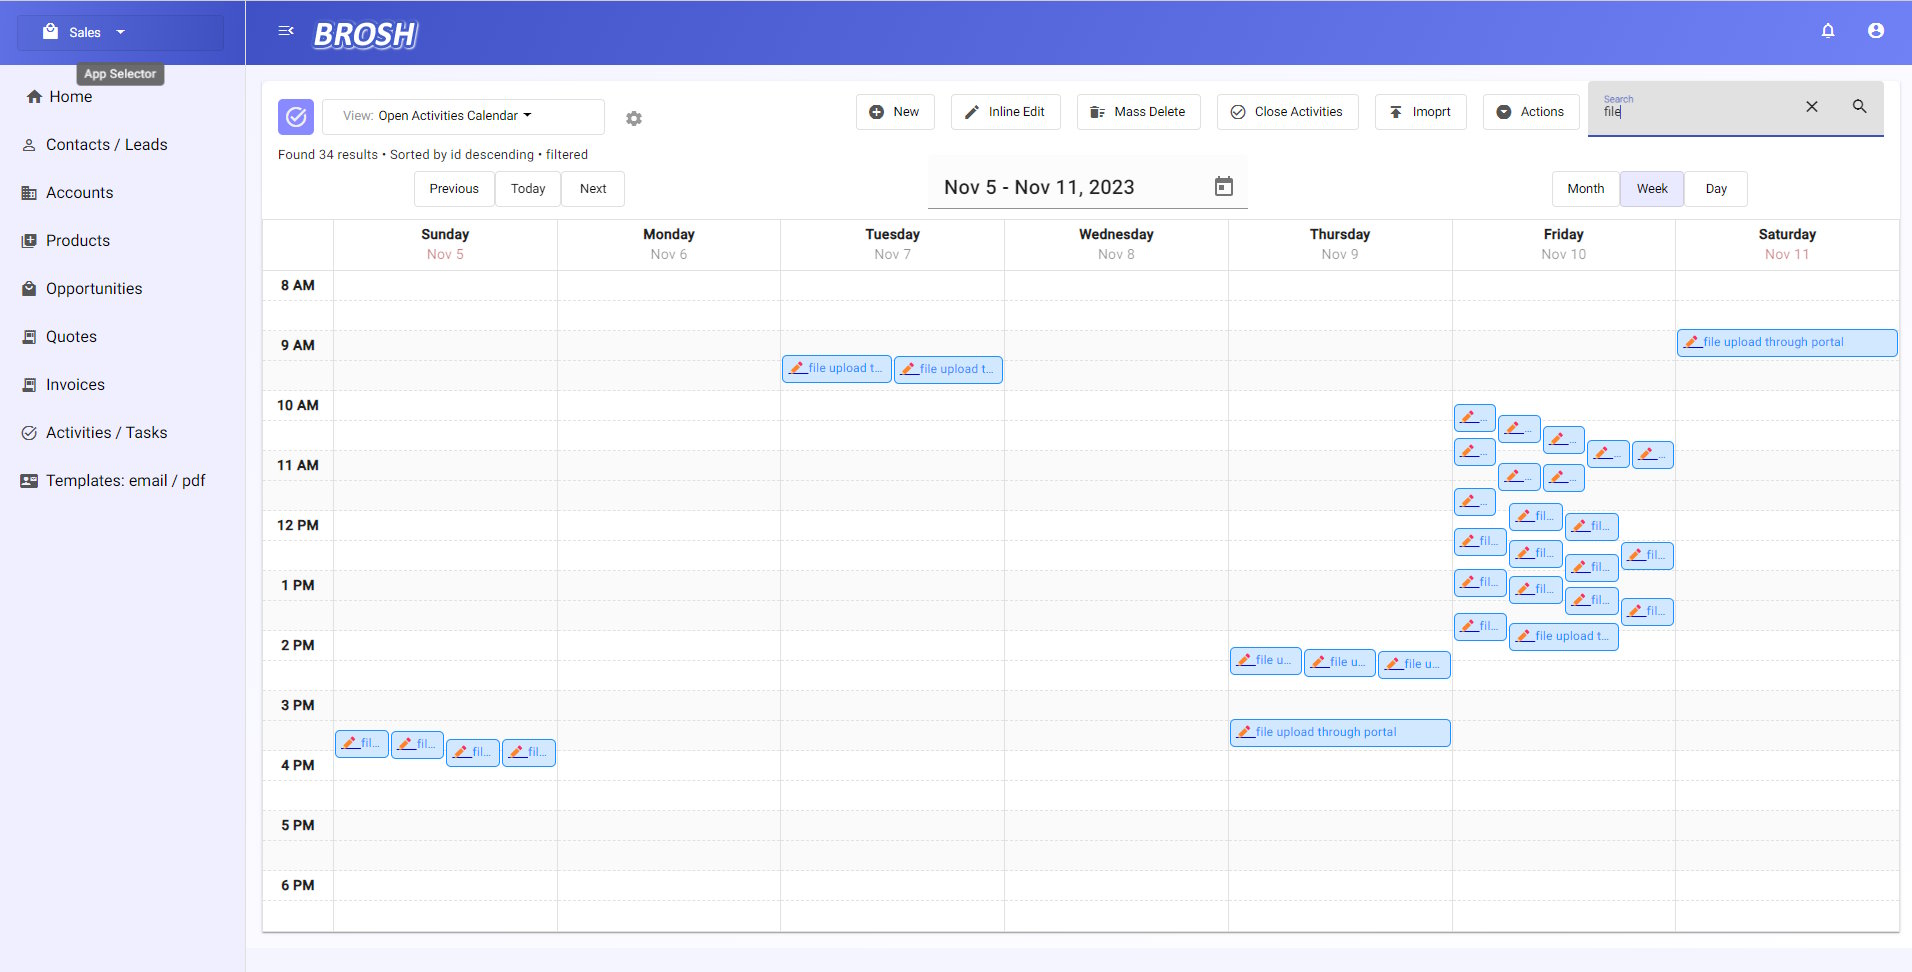 Sales
App Selector
Home
Contacts / Leads
Accounts
Products
Opportunities
Quotes
Invoices
Activities / Tasks
Templates: email / pdf
BROSH
View: Open Activities Calendar
New
Inline Edit
Mass Delete
Close Activities
Imoprt
Actions
Search
file
Found 34 results • Sorted by id descending • filtered
Previous
Today
Next
Nov 5 - Nov 11, 2023
Month
Week
Day
Sunday
Nov 5
Monday
Nov 6
Tuesday
Nov 7
Wednesday
Nov 8
Thursday
Nov 9
Friday
Nov 10
Saturday
Nov 11
8 AM
9 AM
file upload through portal
file upload t...
file upload t...
10 AM
...
...
...
...
...
...
11 AM
...
...
...
12 PM
fil...
fil...
fil...
fil...
fil...
fil...
1 PM
fil...
fil...
fil...
fil...
fil...
file upload t...
2 PM
file u...
file u...
file u...
3 PM
file upload through portal
fil...
fil...
fil...
fil...
4 PM
5 PM
6 PM